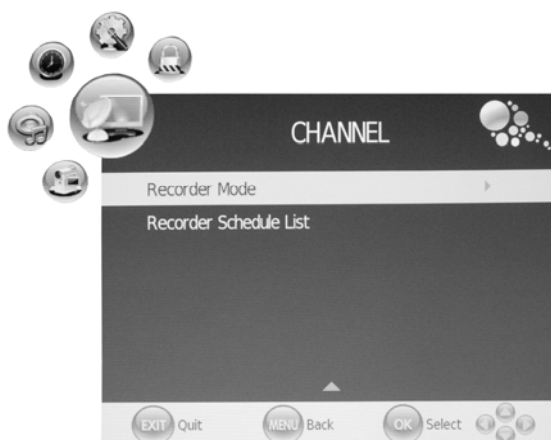 CHANNEL
Recorder Mode
Recorder Schedule List
EXIT Quit
MENU Back
OK Select